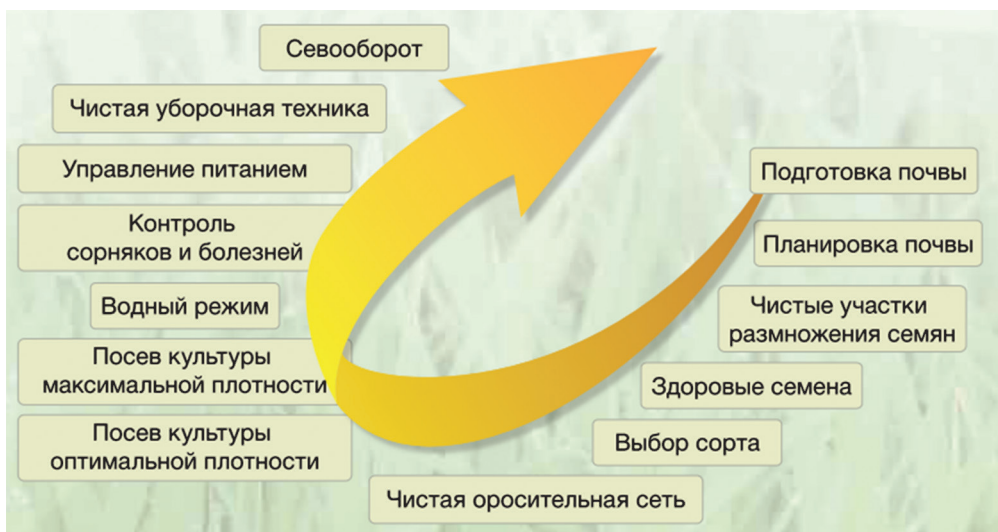 Севооборот
Чистая уборочная техника
Управление питанием
Контроль
сорняков и болезней
Водный режим
Посев культуры
максимальной плотности
Посев культуры
оптимальной плотности
Чистая оросительная сеть
Выбор сорта
Здоровые семена
Чистые участки
размножения семян
Планировка почвы
Подготовка почвы